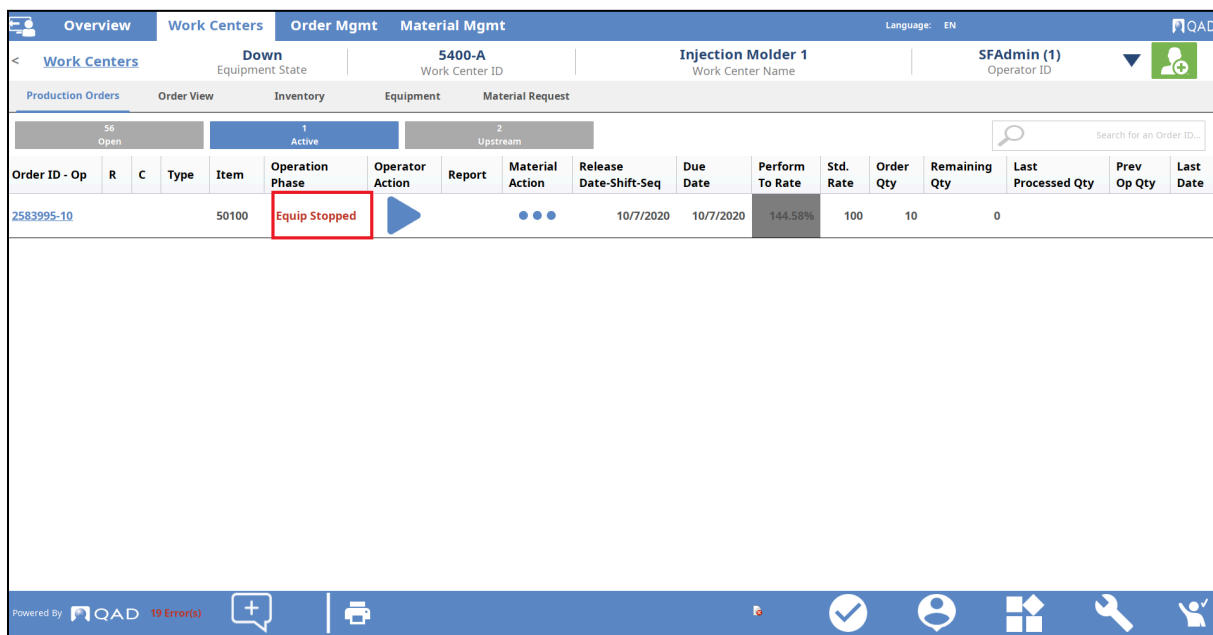 Overview Work Centers Order Mgmt Material Mgmt Language: EN QAD
< Work Centers Down 5400-A Injection Molder 1 SFAdmin (1)
Equipment State Work Center ID Work Center Name Operator ID
Production Orders Order View Inventory Equipment Material Request
56 1 2
Open Active Upstream Search for an Order ID...
Order ID - Op R C Type Item Operation Phase Operator Action Report Material Action Release Date-Shift-Seq Due Date Perform To Rate Std. Rate Order Qty Remaining Qty Last Processed Qty Prev Op Qty Last Date
2583995-10 50100 Equip Stopped 10/7/2020 10/7/2020 144.58% 100 10 0
Powered By QAD 19 Error(s)